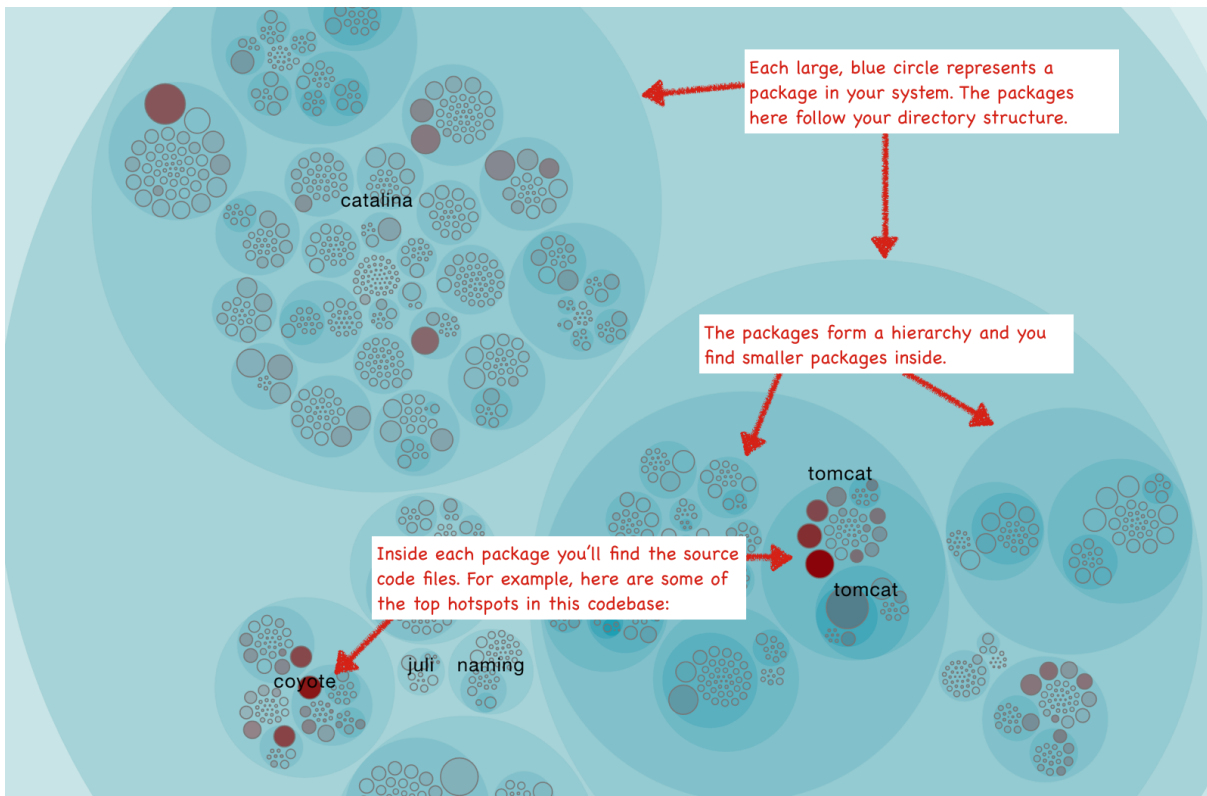 Each large, blue circle represents a
package in your system. The packages
here follow your directory structure.
catalina
The packages form a hierarchy and you
find smaller packages inside.
tomcat
Inside each package you'll find the source
code files. For example, here are some of
the top hotspots in this codebase:
tomcat
juli
naming
coyote